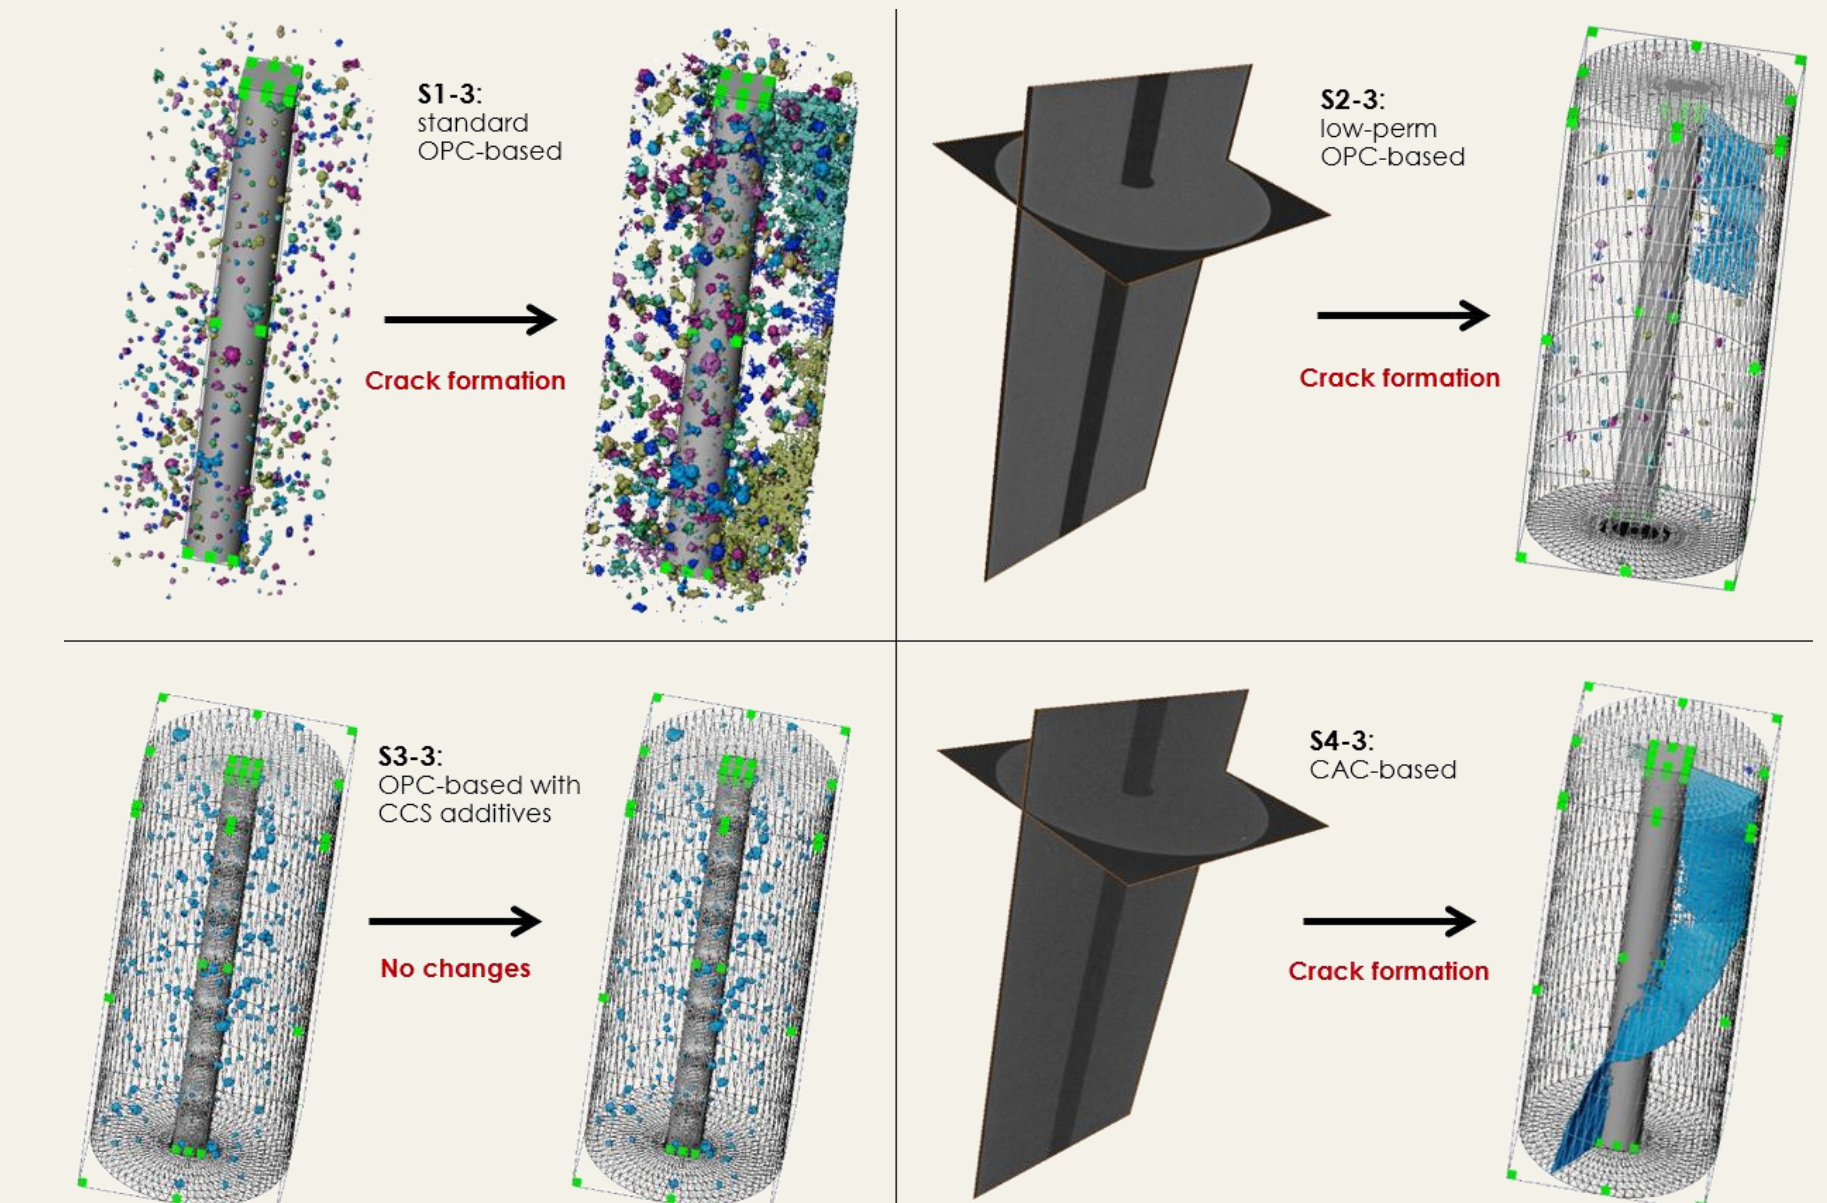 S1-3:
standard
OPC-based
Crack formation
S2-3:
low-perm
OPC-based
Crack formation
S3-3:
OPC-based with
CCS additives
No changes
S4-3:
CAC-based
Crack formation